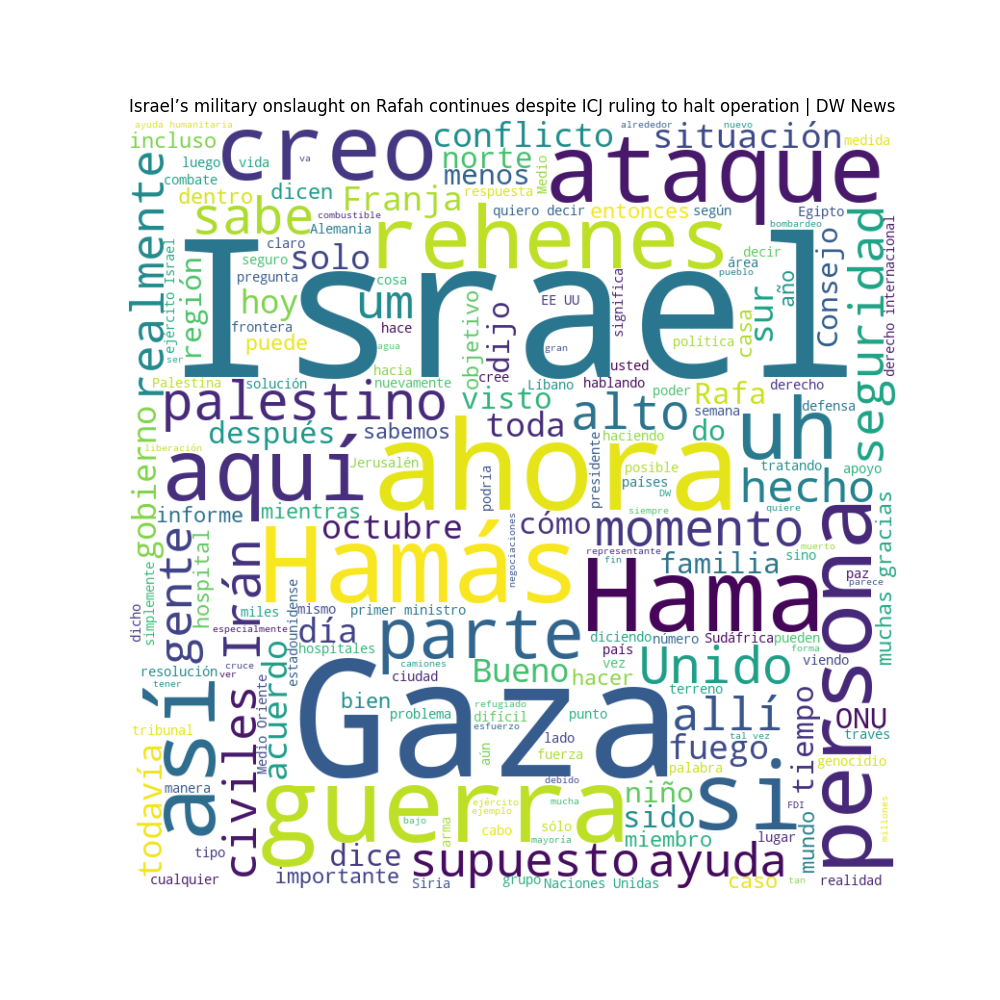 Israel’s military onslaught on Rafah continues despite ICJ ruling to halt operation | DW News
ayuda humanitaria
alrededor
nuevo
incluso
creo
conflicto
situación
medida
luego
vida
va
norte
Medio
ataque
combate
menos
realmente
dentro
dicen
Franja
respuesta
sabe
combustible
quiero decir
entonces
según
Egipto
Alemania
rehenes
bombardeo
claro
seguridad
ejército Israel
región
seguro
solo
cosa
Israel
decir
Consejo
derecho internacional
pregunta
área
pueblo
hoy
um
objetivo
dijo
EE UU
significa
sur
año
casa
frontera
hace
puede
agua
gran
política
ser
hacia
cree
usted
Palestina
solución
nuevamente
Líbano
hablando
poder
derecho
palestino
visto
Rafa
semana
defensa
gobierno
después
sabemos
toda
alto
do
uh
liberación
aquí
Jerusalén
ahora
podría
presidente
haciendo
posible
países
DW
tratando
apoyo
hecho
quiere
informe
mientras
octubre
cómo
siempre
momento
persona
gracias
muchas
gente
hospital
Hamás
negociaciones
representante
fin
familia
sino
muerto
paz
parece
Hama
dicho
simplemente
Irán
miles
estadounidense
mismo
primer ministro
especialmente
día
parte
diciendo
número
Sudáfrica
pueden
hospitales
país
vez
forma
viendo
resolución
cruce
ver
acuerdo
Medio Oriente
camiones
ciudad
Bueno
hacer
Unido
tener
así
civiles
Gaza
bien
problema
refugiado
difícil
esfuerzo
punto
terreno
allí
tiempo
ONU
tribunal
tal vez
través
todavía
aún
lado
fuerza
fuego
palabra
genocidio
manera
debido
si
guerra
ejército
ejemplo
mucha
niño
FDI
millones
bajo
arma
cabo
sólo
mayoría
sido
miembro
lugar
mundo
tipo
dice
supuesto
ayuda
cualquier
importante
Siria
grupo
Naciones Unidas
caso
tan
realidad